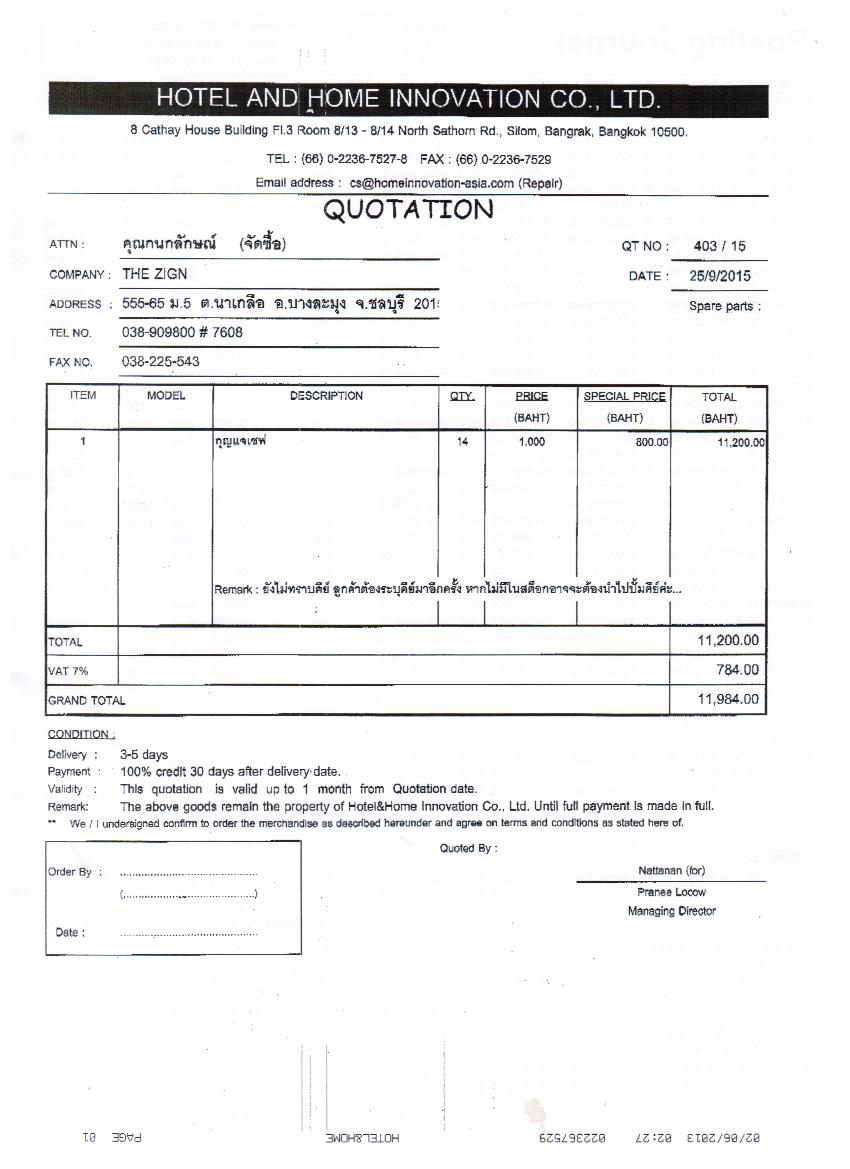 HOTEL AND HOME INNOVATION CO., LTD.
8 Cathay House Building Fl.3 Room 8/13 - 8/14 North Sathorn Rd., Silom, Bangrak, Bangkok 10500.
TEL : (66) 0-2236-7527-8 FAX : (66) 0-2236-7529
Email address : cs@homeinnovation-asia.com (Repair)
QUOTATION
ATTN : คุณกนกลักษณ์ (จัดซื้อ) QT NO : 403 / 15
COMPANY : THE ZIGN DATE : 25/9/2015
ADDRESS : 555-65 ม.5 ต.นาเกลือ อ.บางละมุง จ.ชลบุรี Spare parts :
TEL NO. 038-909800 # 7608
FAX NO. 038-225-543
ITEM MODEL DESCRIPTION QTY. PRICE SPECIAL PRICE TOTAL
(BAHT) (BAHT) (BAHT)
1 กุญแจเซฟ 14 1,000 800.00 11,200.00
Remark : ยังไม่ทราบคีย์ ลูกค้าต้องระบุคีย์มาอีกครั้ง หากไม่มีในสต็อกอาจจะต้องนำไปปั๊มคีย์ค่ะ...
TOTAL 11,200.00
VAT 7% 784.00
GRAND TOTAL 11,984.00
CONDITION :
Delivery : 3-5 days
Payment : 100% credit 30 days after delivery date.
Validity : This quotation is valid up to 1 month from Quotation date.
Remark: The above goods remain the property of Hotel&Home Innovation Co., Ltd. Until full payment is made in full.
** We / I undersigned confirm to order the merchandise as described hereunder and agree on terms and conditions as stated here of.
Quoted By :
Order By : ........................................ Nattanan (for)
(........................................) Pranee Locow
Managing Director
Date : ........................................
02/06/2013 02:27 022367529 HOTEL&HOME PAGE 01